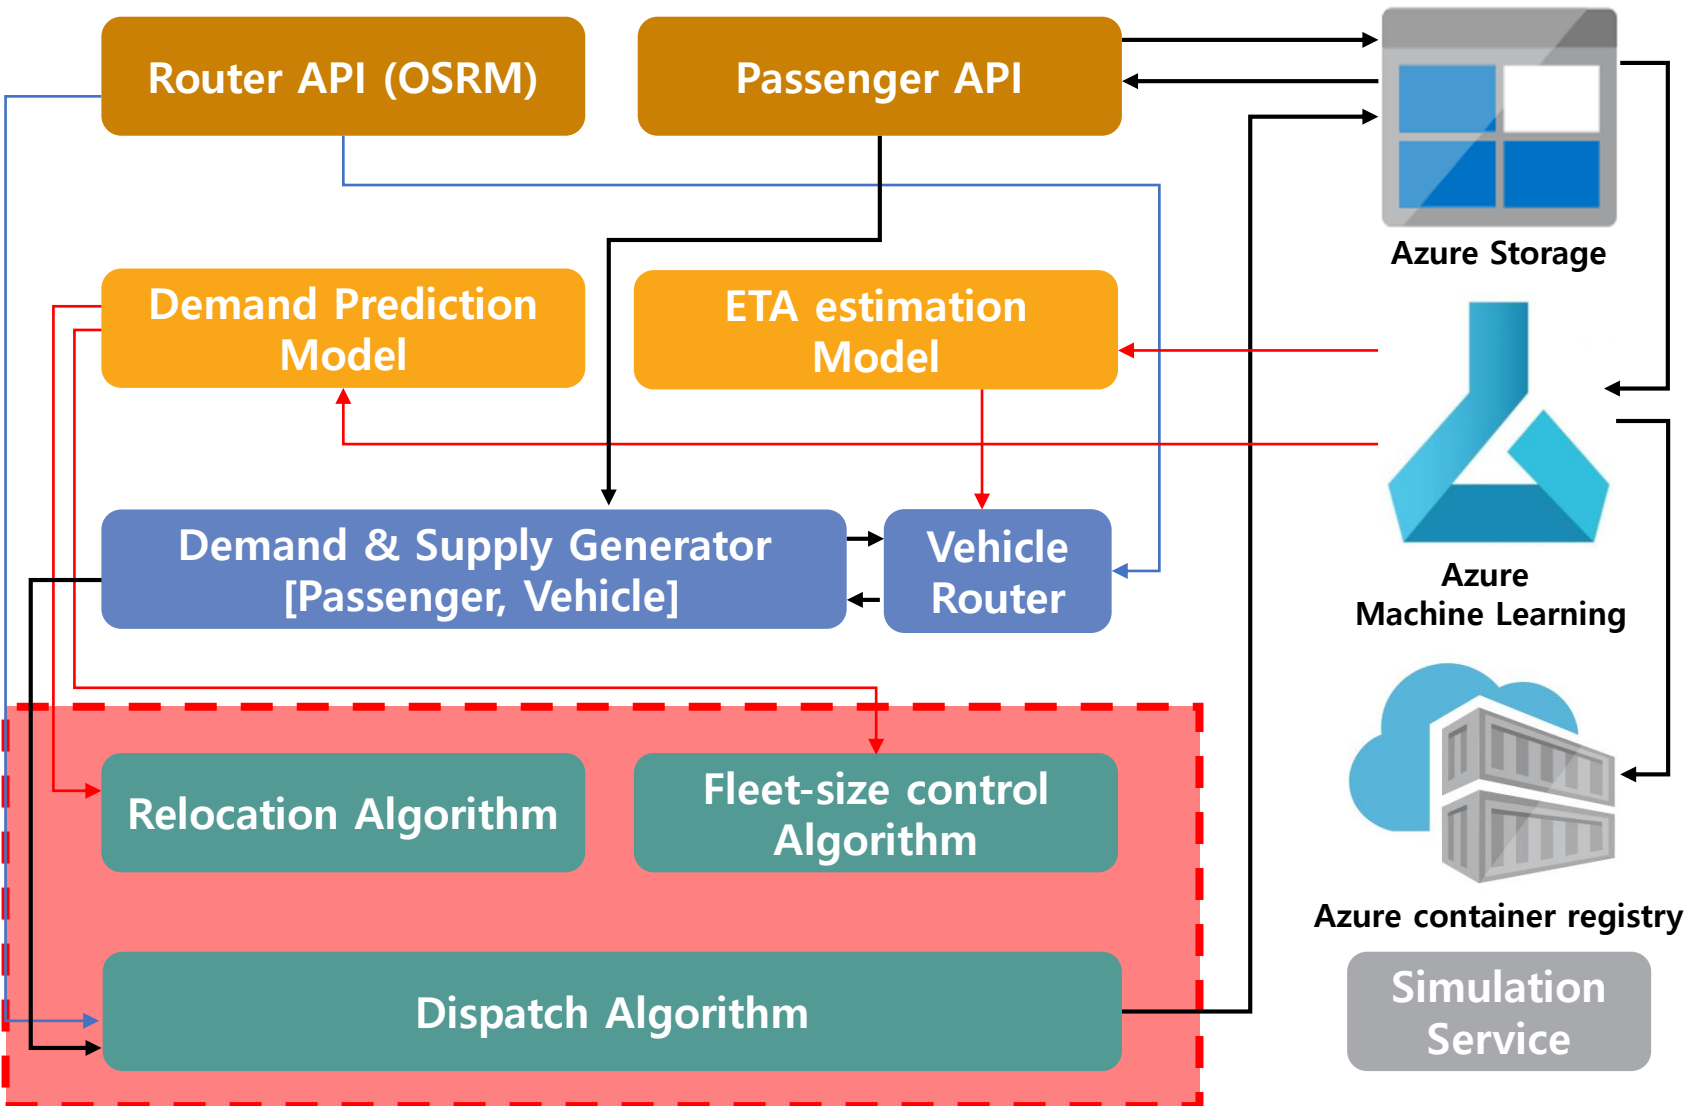 Router API (OSRM)
Passenger API
Azure Storage
Demand Prediction
Model
ETA estimation
Model
Demand & Supply Generator
[Passenger, Vehicle]
Vehicle
Router
Azure
Machine Learning
Relocation Algorithm
Fleet-size control
Algorithm
Azure container registry
Dispatch Algorithm
Simulation
Service